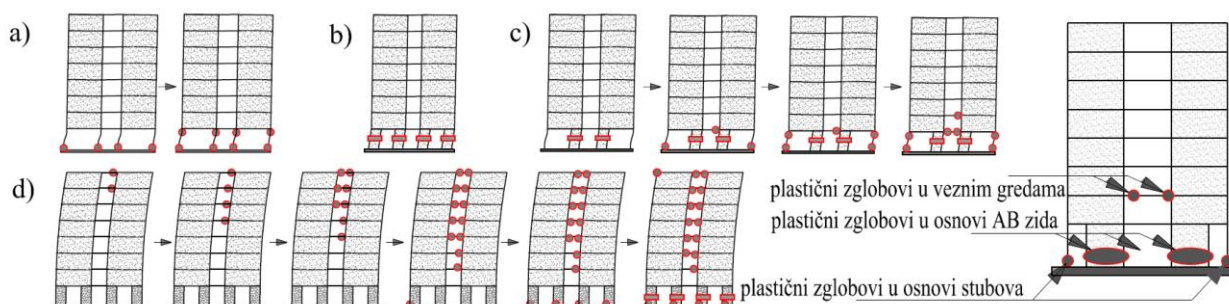 a)
b)
c)
d)
plastični zglobovi u veznim gredama
plastični zglobovi u osnovi AB zida
plastični zglobovi u osnovi stubova